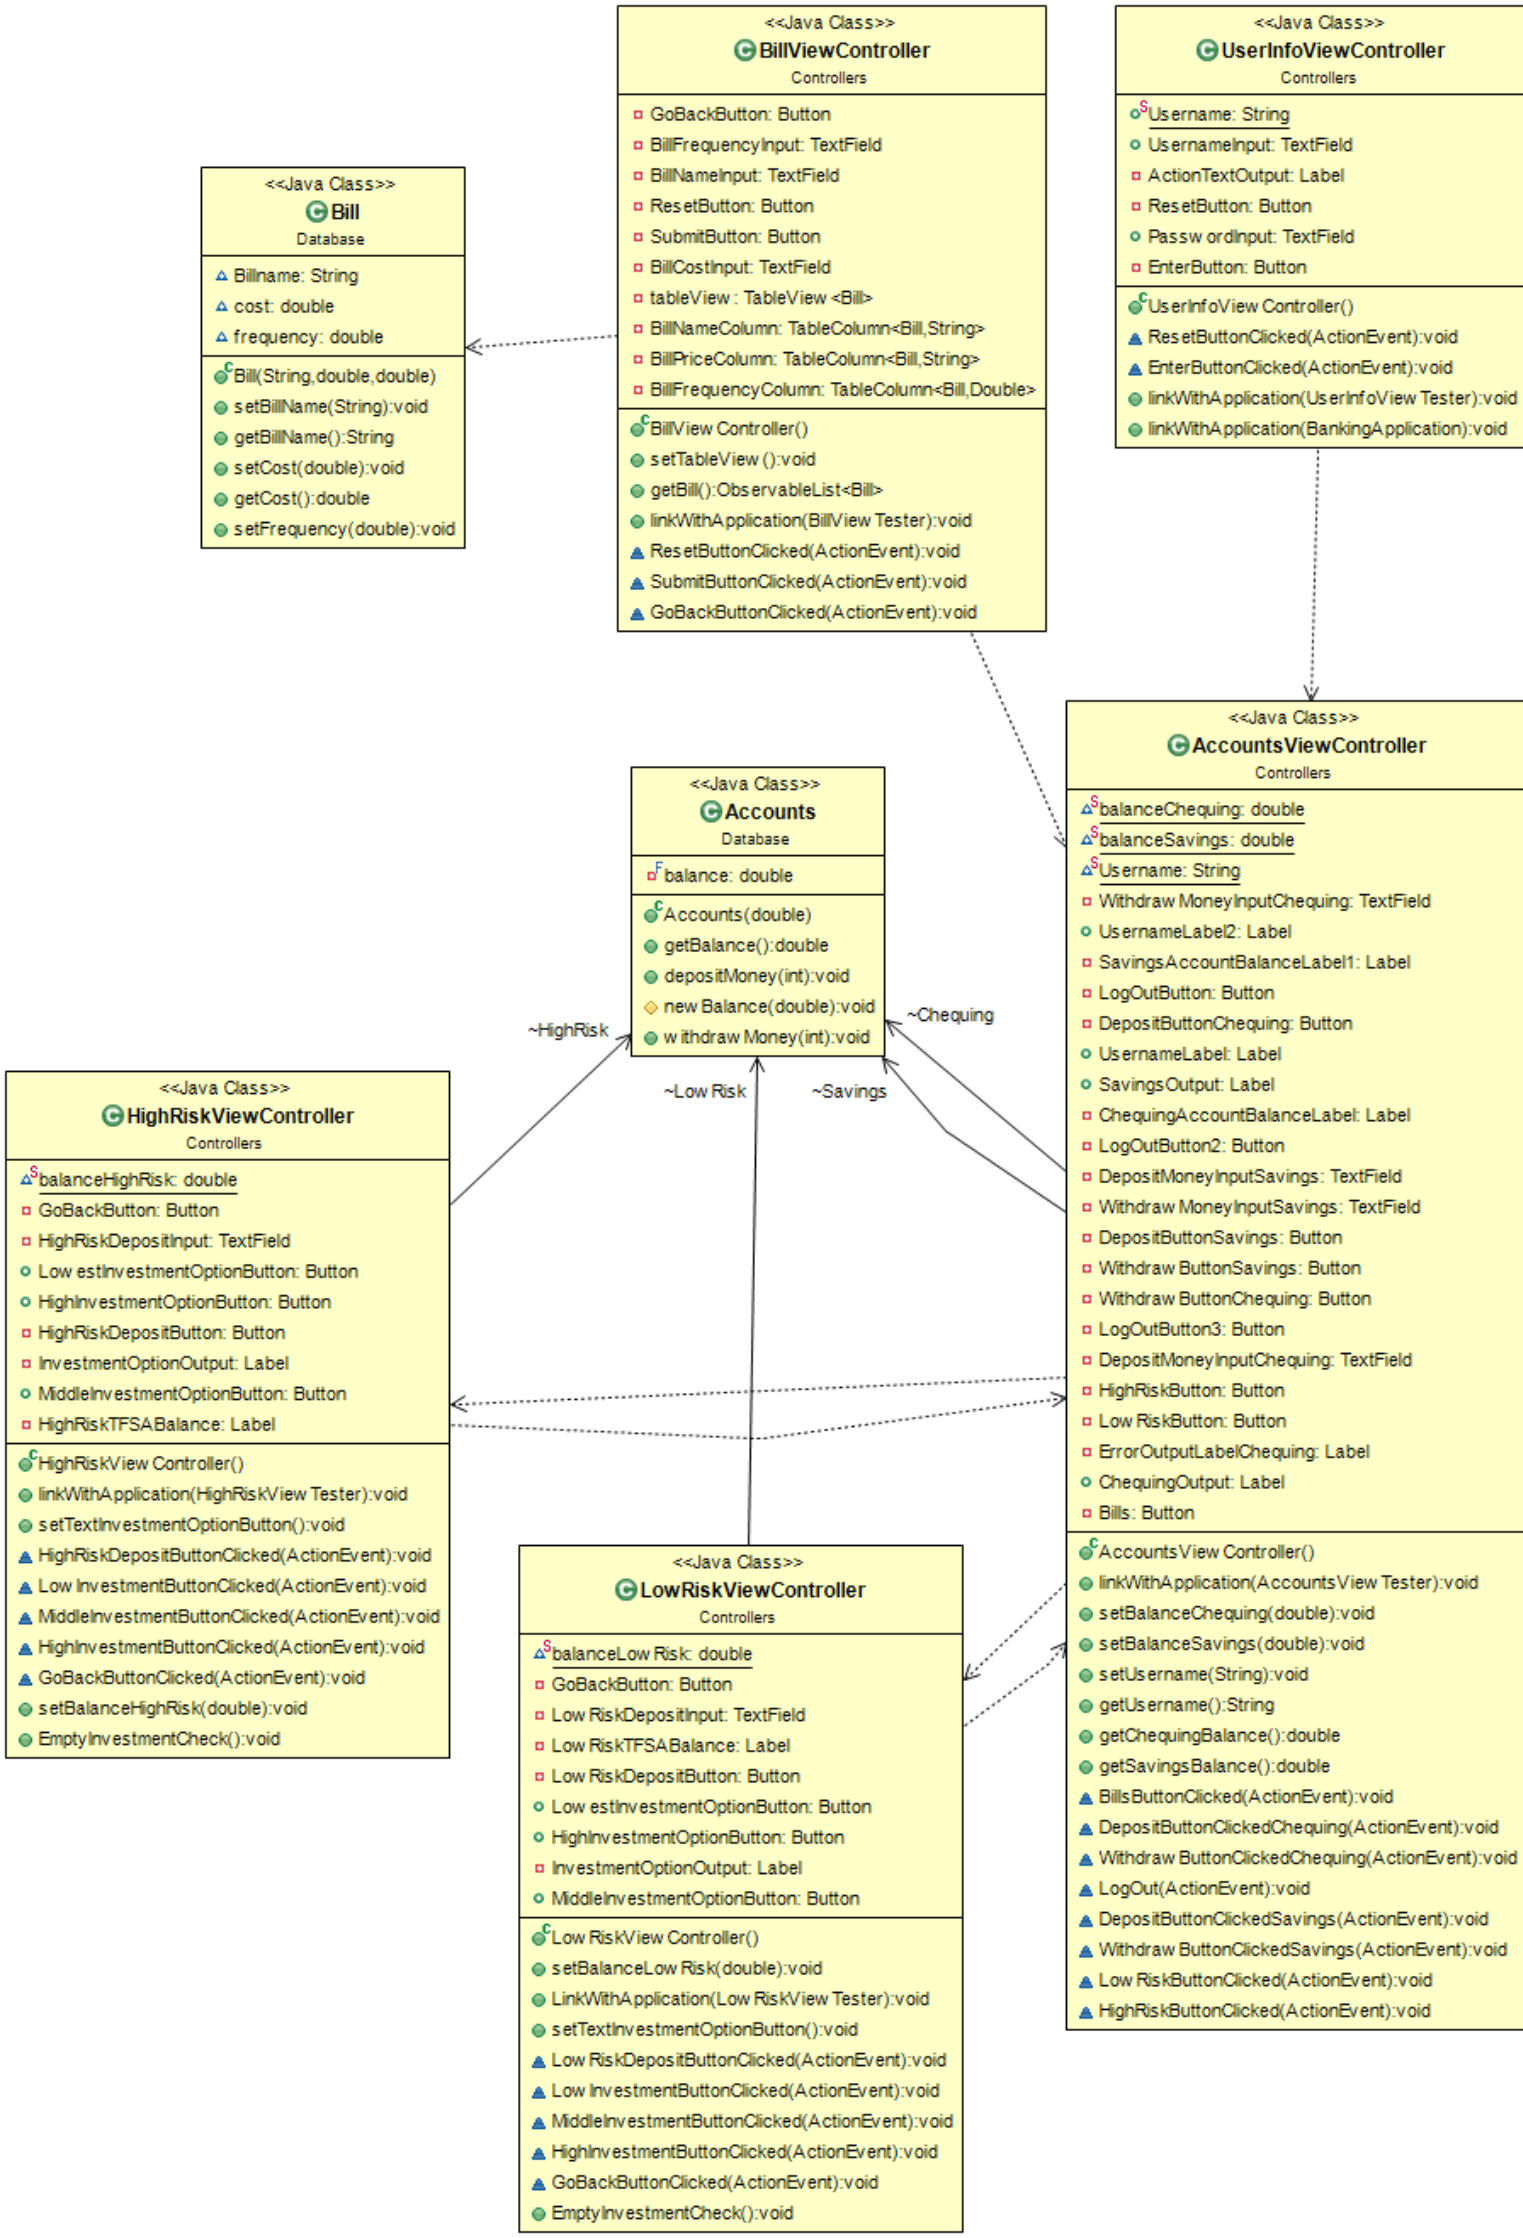 <<Java Class>>
BillViewController
Controllers
GoBackButton: Button
BillFrequencyInput: TextField
BillNameInput: TextField
ResetButton: Button
SubmitButton: Button
BillCostInput: TextField
tableView: TableView<Bill>
BillNameColumn: TableColumn<Bill,String>
BillPriceColumn: TableColumn<Bill,String>
BillFrequencyColumn: TableColumn<Bill,Double>
BillViewController()
setTableView():void
getBill():ObservableList<Bill>
linkWithApplication(BillViewTester):void
ResetButtonClicked(ActionEvent):void
SubmitButtonClicked(ActionEvent):void
GoBackButtonClicked(ActionEvent):void
<<Java Class>>
UserInfoViewController
Controllers
Username: String
UsernameInput: TextField
ActionTextOutput: Label
ResetButton: Button
PasswordInput: TextField
EnterButton: Button
UserInfoViewController()
ResetButtonClicked(ActionEvent):void
EnterButtonClicked(ActionEvent):void
linkWithApplication(UserInfoViewTester):void
linkWithApplication(BankingApplication):void
<<Java Class>>
Bill
Database
Billname: String
cost: double
frequency: double
Bill(String,double,double)
setBillName(String):void
getBillName():String
setCost(double):void
getCost():double
setFrequency(double):void
<<Java Class>>
Accounts
Database
balance: double
Accounts(double)
getBalance():double
depositMoney(int):void
newBalance(double):void
withdrawMoney(int):void
~HighRisk
~LowRisk
~Savings
~Chequing
<<Java Class>>
AccountsViewController
Controllers
balanceChequing: double
balanceSavings: double
Username: String
WithdrawMoneyInputChequing: TextField
UsernameLabel2: Label
SavingsAccountBalanceLabel1: Label
LogOutButton: Button
DepositButtonChequing: Button
UsernameLabel: Label
SavingsOutput: Label
ChequingAccountBalanceLabel: Label
LogOutButton2: Button
DepositMoneyInputSavings: TextField
WithdrawMoneyInputSavings: TextField
DepositButtonSavings: Button
WithdrawButtonSavings: Button
WithdrawButtonChequing: Button
LogOutButton3: Button
DepositMoneyInputChequing: TextField
HighRiskButton: Button
LowRiskButton: Button
ErrorOutputLabelChequing: Label
ChequingOutput: Label
Bills: Button
AccountsViewController()
linkWithApplication(AccountsViewTester):void
setBalanceChequing(double):void
setBalanceSavings(double):void
setUsername(String):void
getUsername():String
getChequingBalance():double
getSavingsBalance():double
BillsButtonClicked(ActionEvent):void
DepositButtonClickedChequing(ActionEvent):void
WithdrawButtonClickedChequing(ActionEvent):void
LogOut(ActionEvent):void
DepositButtonClickedSavings(ActionEvent):void
WithdrawButtonClickedSavings(ActionEvent):void
LowRiskButtonClicked(ActionEvent):void
HighRiskButtonClicked(ActionEvent):void
<<Java Class>>
HighRiskViewController
Controllers
balanceHighRisk: double
GoBackButton: Button
HighRiskDepositInput: TextField
LowestInvestmentOptionButton: Button
HighInvestmentOptionButton: Button
HighRiskDepositButton: Button
InvestmentOptionOutput: Label
MiddleInvestmentOptionButton: Button
HighRiskTFSABalance: Label
HighRiskViewController()
linkWithApplication(HighRiskViewTester):void
setTextInvestmentOptionButton():void
HighRiskDepositButtonClicked(ActionEvent):void
LowInvestmentButtonClicked(ActionEvent):void
MiddleInvestmentButtonClicked(ActionEvent):void
HighInvestmentButtonClicked(ActionEvent):void
GoBackButtonClicked(ActionEvent):void
setBalanceHighRisk(double):void
EmptyInvestmentCheck():void
<<Java Class>>
LowRiskViewController
Controllers
balanceLowRisk: double
GoBackButton: Button
LowRiskDepositInput: TextField
LowRiskTFSABalance: Label
LowRiskDepositButton: Button
LowestInvestmentOptionButton: Button
HighInvestmentOptionButton: Button
InvestmentOptionOutput: Label
MiddleInvestmentOptionButton: Button
LowRiskViewController()
setBalanceLowRisk(double):void
LinkWithApplication(LowRiskViewTester):void
setTextInvestmentOptionButton():void
LowRiskDepositButtonClicked(ActionEvent):void
LowInvestmentButtonClicked(ActionEvent):void
MiddleInvestmentButtonClicked(ActionEvent):void
HighInvestmentButtonClicked(ActionEvent):void
GoBackButtonClicked(ActionEvent):void
EmptyInvestmentCheck():void